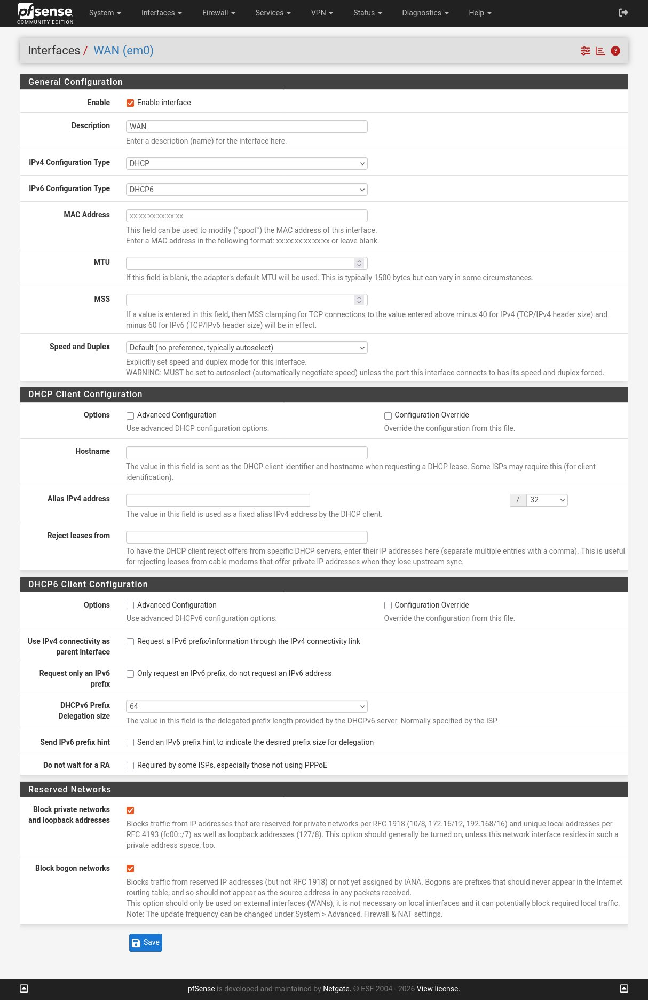 pfsense
COMMUNITY EDITION
System Interfaces Firewall Services VPN Status Diagnostics Help
Interfaces / WAN (em0)
General Configuration
Enable Enable interface
Description WAN
Enter a description (name) for the interface here.
IPv4 Configuration Type DHCP
IPv6 Configuration Type DHCP6
MAC Address xx:xx:xx:xx:xx:xx
This field can be used to modify ("spoof") the MAC address of this interface.
Enter a MAC address in the following format: xx:xx:xx:xx:xx:xx or leave blank.
MTU
If this field is blank, the adapter's default MTU will be used. This is typically 1500 bytes but can vary in some circumstances.
MSS
If a value is entered in this field, then MSS clamping for TCP connections to the value entered above minus 40 for IPv4 (TCP/IPv4 header size) and
minus 60 for IPv6 (TCP/IPv6 header size) will be in effect.
Speed and Duplex Default (no preference, typically autoselect)
Explicitly set speed and duplex mode for this interface.
WARNING: MUST be set to autoselect (automatically negotiate speed) unless the port this interface connects to has its speed and duplex forced.
DHCP Client Configuration
Options Advanced Configuration Configuration Override
Use advanced DHCP configuration options. Override the configuration from this file.
Hostname
The value in this field is sent as the DHCP client identifier and hostname when requesting a DHCP lease. Some ISPs may require this (for client
identification).
Alias IPv4 address / 32
The value in this field is used as a fixed alias IPv4 address by the DHCP client.
Reject leases from
To have the DHCP client reject offers from specific DHCP servers, enter their IP addresses here (separate multiple entries with a comma). This is useful
for rejecting leases from cable modems that offer private IP addresses when they lose upstream sync.
DHCP6 Client Configuration
Options Advanced Configuration Configuration Override
Use advanced DHCPv6 configuration options. Override the configuration from this file.
Use IPv4 connectivity as Request a IPv6 prefix/information through the IPv4 connectivity link
parent interface
Request only an IPv6 Only request an IPv6 prefix, do not request an IPv6 address
prefix
DHCPv6 Prefix 64
Delegation size
The value in this field is the delegated prefix length provided by the DHCPv6 server. Normally specified by the ISP.
Send IPv6 prefix hint Send an IPv6 prefix hint to indicate the desired prefix size for delegation
Do not wait for a RA Required by some ISPs, especially those not using PPPoE
Reserved Networks
Block private networks
and loopback addresses
Blocks traffic from IP addresses that are reserved for private networks per RFC 1918 (10/8, 172.16/12, 192.168/16) and unique local addresses per
RFC 4193 (fc00::/7) as well as loopback addresses (127/8). This option should generally be turned on, unless this network interface resides in such a
private address space, too.
Block bogon networks
Blocks traffic from reserved IP addresses (but not RFC 1918) or not yet assigned by IANA. Bogons are prefixes that should never appear in the Internet
routing table, and so should not appear as the source address in any packets received.
This option should only be used on external interfaces (WANs), it is not necessary on local interfaces and it can potentially block required local traffic.
Note: The update frequency can be changed under System > Advanced, Firewall & NAT settings.
Save
pfSense is developed and maintained by Netgate. © ESF 2004 - 2026 View license.